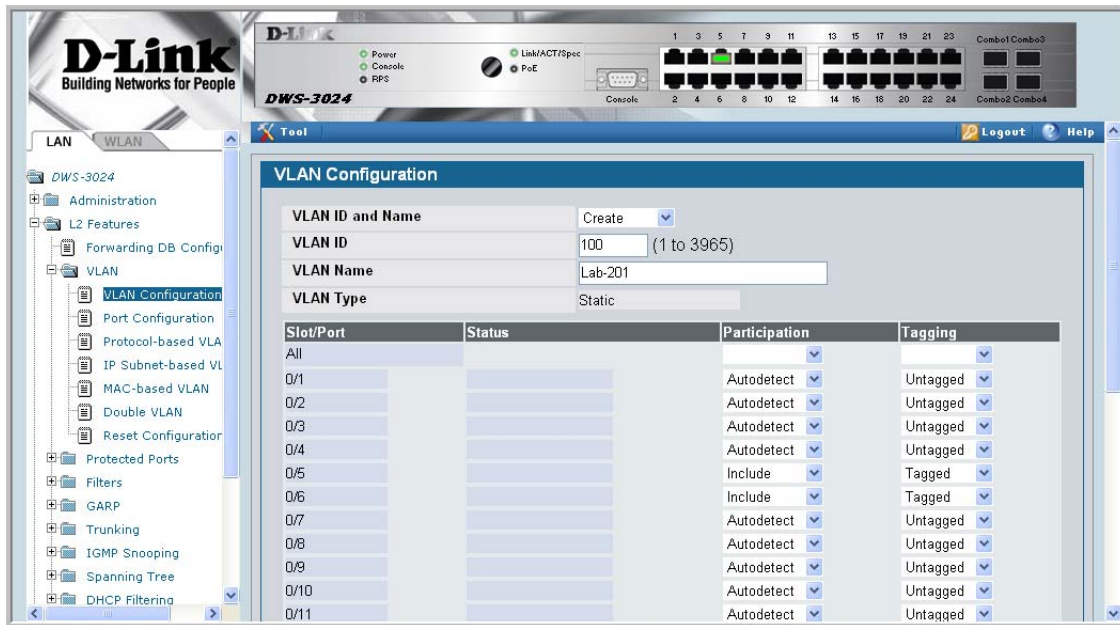 D-Link
Building Networks for People
D-Link
Power
Console
RPS
Link/ACT/Spec
PoE
DWS-3024
Console
1 3 5 7 9 11 13 15 17 19 21 23
2 4 6 8 10 12 14 16 18 20 22 24
Combo1 Combo3
Combo2 Combo4
LAN WLAN
Tool Logout Help
DWS-3024
Administration
L2 Features
Forwarding DB Config
VLAN
VLAN Configuration
Port Configuration
Protocol-based VLA
IP Subnet-based VL
MAC-based VLAN
Double VLAN
Reset Configuration
Protected Ports
Filters
GARP
Trunking
IGMP Snooping
Spanning Tree
DHCP Filtering
VLAN Configuration
VLAN ID and Name Create
VLAN ID 100 (1 to 3965)
VLAN Name Lab-201
VLAN Type Static
Slot/Port Status Participation Tagging
All
0/1 Autodetect Untagged
0/2 Autodetect Untagged
0/3 Autodetect Untagged
0/4 Autodetect Untagged
0/5 Include Tagged
0/6 Include Tagged
0/7 Autodetect Untagged
0/8 Autodetect Untagged
0/9 Autodetect Untagged
0/10 Autodetect Untagged
0/11 Autodetect Untagged